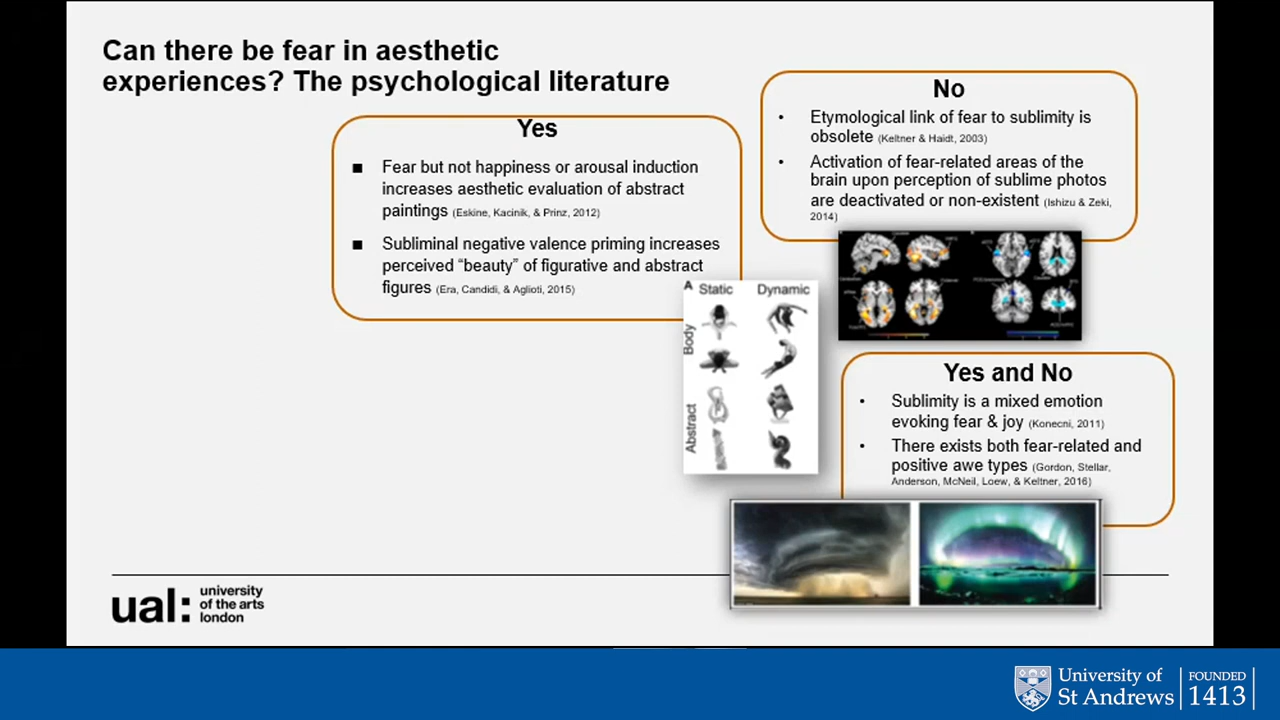 Can there be fear in aesthetic
experiences? The psychological literature
Yes
■ Fear but not happiness or arousal induction
increases aesthetic evaluation of abstract
paintings (Eskine, Kacinik, & Prinz, 2012)
■ Subliminal negative valence priming increases
perceived “beauty” of figurative and abstract
figures (Era, Candidi, & Aglioti, 2015)
No
• Etymological link of fear to sublimity is
obsolete (Keltner & Haidt, 2003)
• Activation of fear-related areas of the
brain upon perception of sublime photos
are deactivated or non-existent (Ishizu & Zeki,
2014)
A Static Dynamic
Body
Abstract
Yes and No
• Sublimity is a mixed emotion
evoking fear & joy (Konecni, 2011)
• There exists both fear-related and
positive awe types (Gordon, Stellar,
Anderson, McNeil, Loew, & Keltner, 2016)
ual: university
of the arts
london
University of
St Andrews
FOUNDED
1413